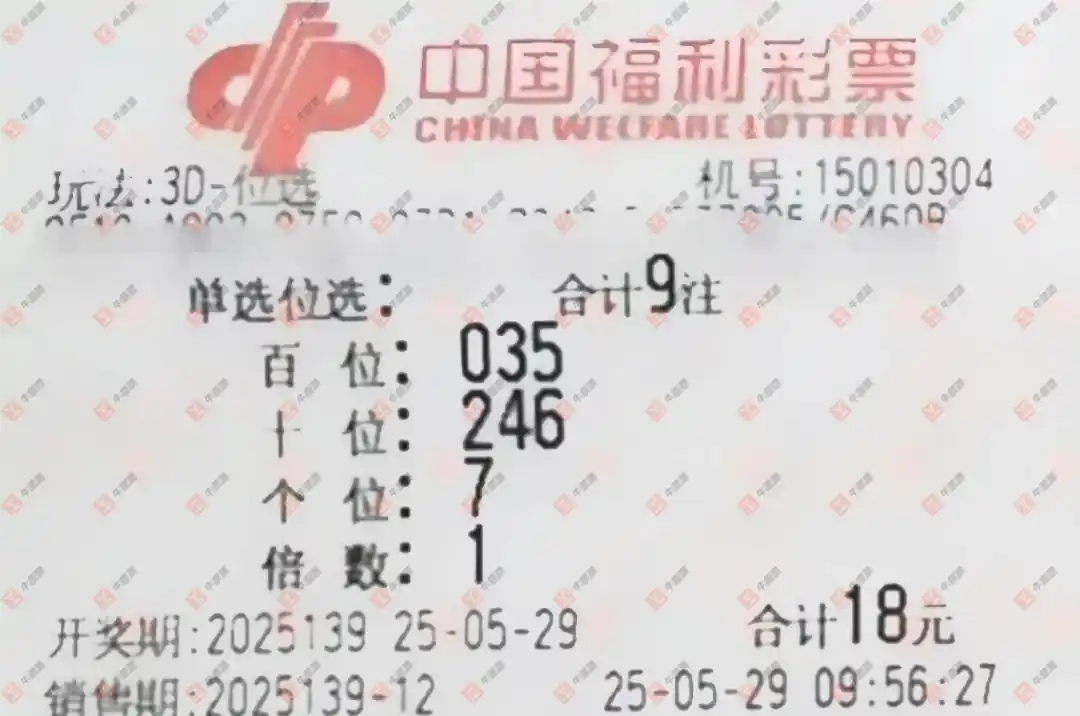 中国福利彩票
CHINA WELFARE LOTTERY
玩法:3D-位选 机号:15010304
单选位选: 合计9注
百位: 035
十位: 246
个位: 7
倍数: 1
开奖期:2025139 25-05-29 合计18元
销售期:2025139-12 25-05-29 09:56:27